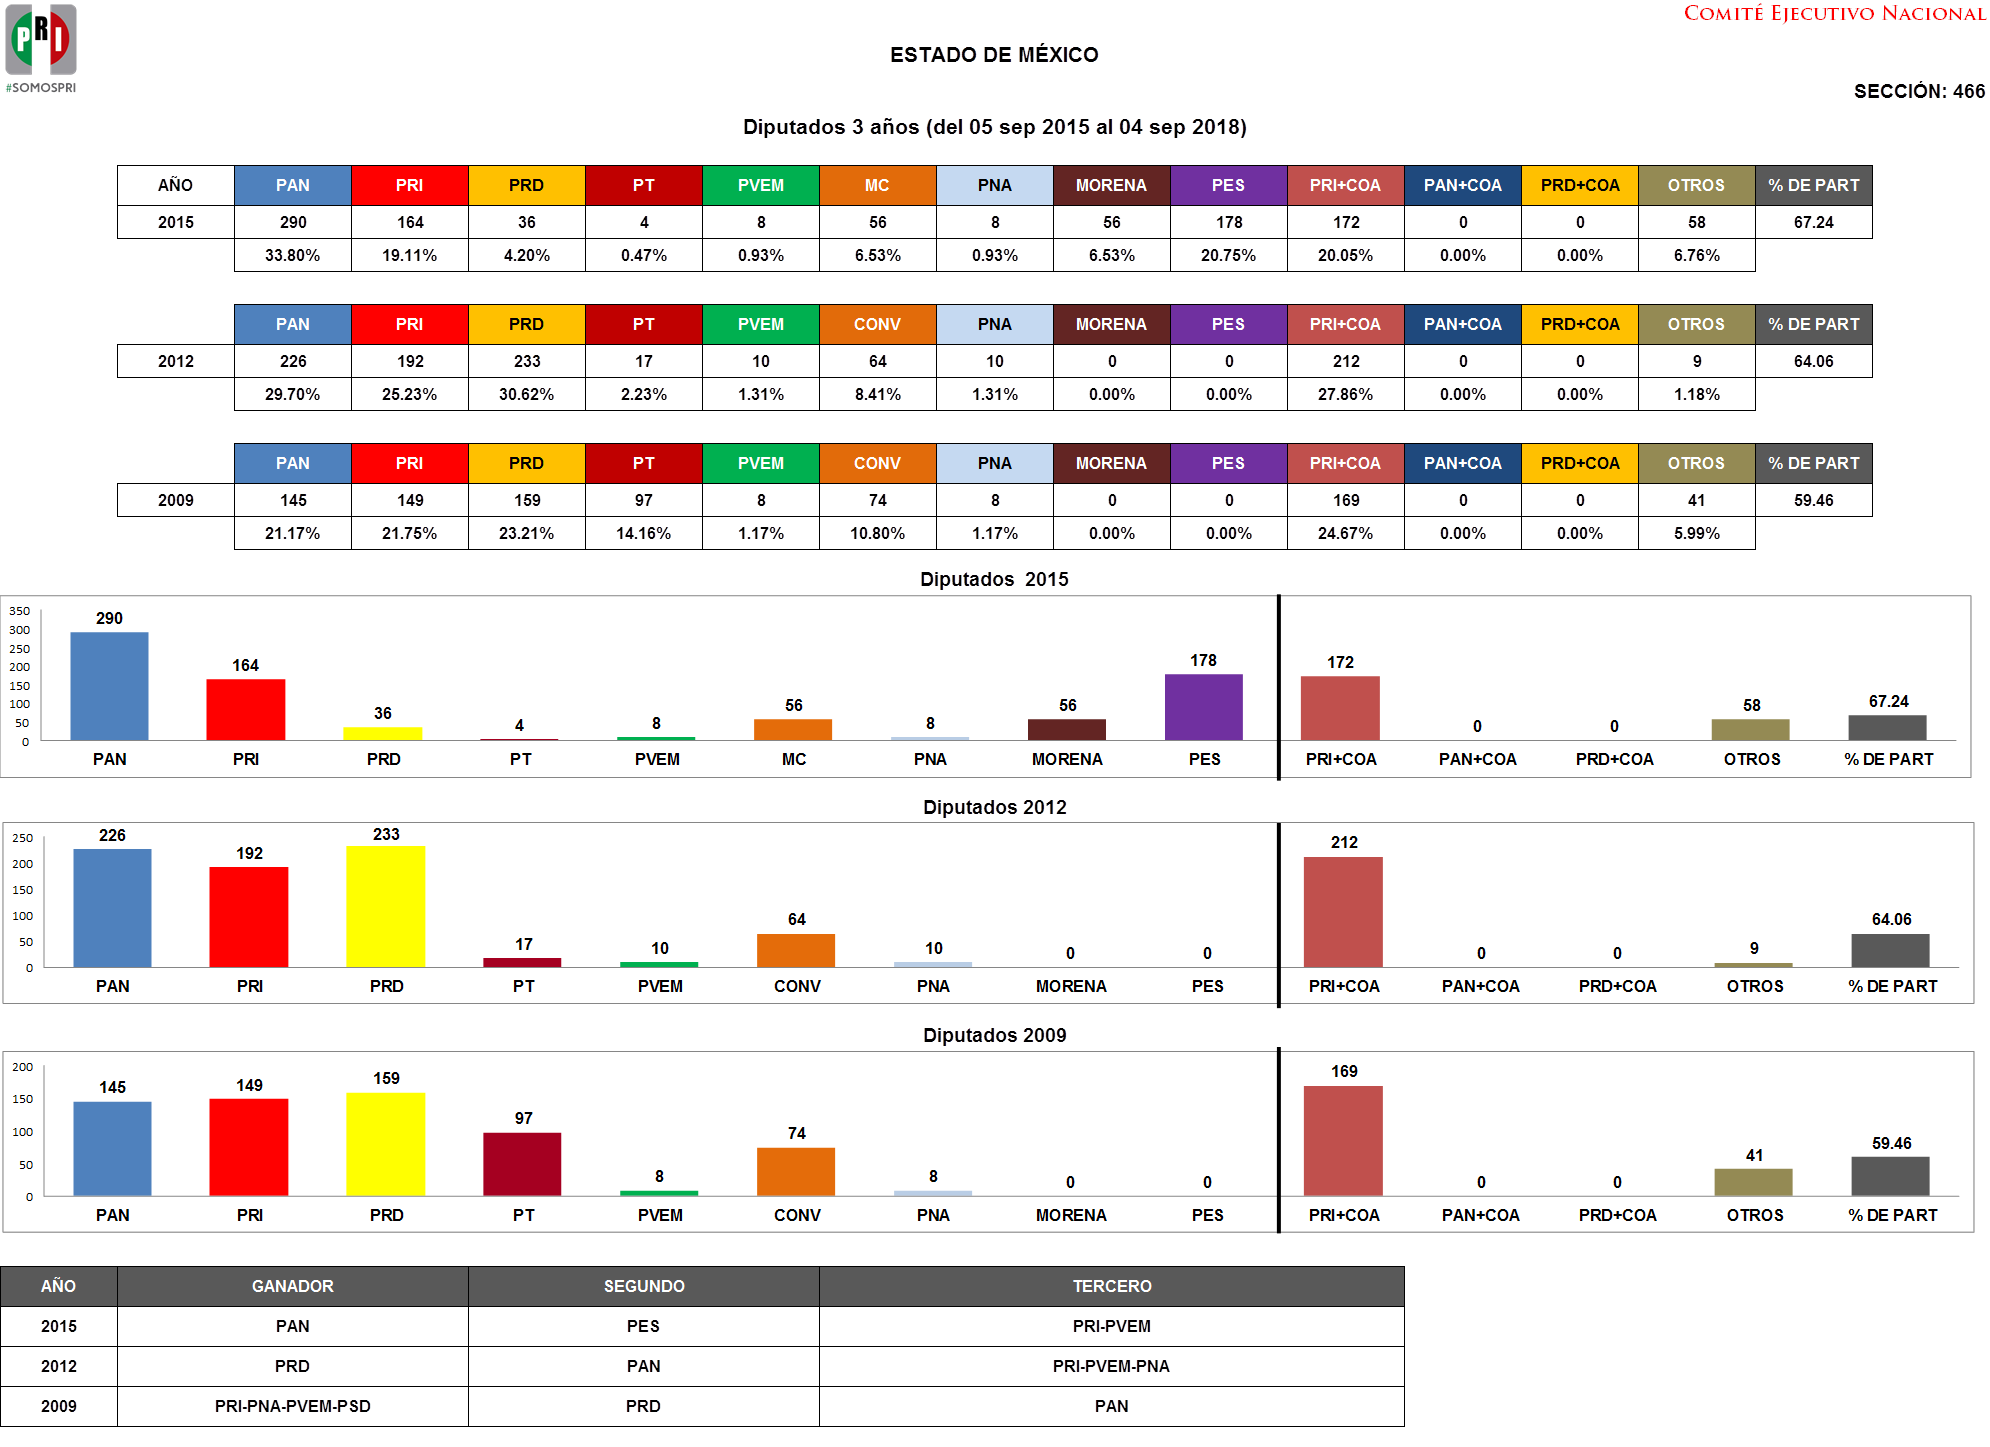 PRI
#SOMOSPRI
COMITÉ EJECUTIVO NACIONAL
ESTADO DE MÉXICO
SECCIÓN: 466
Diputados 3 años (del 05 sep 2015 al 04 sep 2018)
AÑO PAN PRI PRD PT PVEM MC PNA MORENA PES PRI+COA PAN+COA PRD+COA OTROS % DE PART
2015 290 164 36 4 8 56 8 56 178 172 0 0 58 67.24
33.80% 19.11% 4.20% 0.47% 0.93% 6.53% 0.93% 6.53% 20.75% 20.05% 0.00% 0.00% 6.76%
PAN PRI PRD PT PVEM CONV PNA MORENA PES PRI+COA PAN+COA PRD+COA OTROS % DE PART
2012 226 192 233 17 10 64 10 0 0 212 0 0 9 64.06
29.70% 25.23% 30.62% 2.23% 1.31% 8.41% 1.31% 0.00% 0.00% 27.86% 0.00% 0.00% 1.18%
PAN PRI PRD PT PVEM CONV PNA MORENA PES PRI+COA PAN+COA PRD+COA OTROS % DE PART
2009 145 149 159 97 8 74 8 0 0 169 0 0 41 59.46
21.17% 21.75% 23.21% 14.16% 1.17% 10.80% 1.17% 0.00% 0.00% 24.67% 0.00% 0.00% 5.99%
Diputados 2015
350
300
250
200
150
100
50
0
290 164 36 4 8 56 8 56 178 172 0 0 58 67.24
PAN PRI PRD PT PVEM MC PNA MORENA PES PRI+COA PAN+COA PRD+COA OTROS % DE PART
Diputados 2012
250
200
150
100
50
0
226 192 233 17 10 64 10 0 0 212 0 0 9 64.06
PAN PRI PRD PT PVEM CONV PNA MORENA PES PRI+COA PAN+COA PRD+COA OTROS % DE PART
Diputados 2009
200
150
100
50
0
145 149 159 97 8 74 8 0 0 169 0 0 41 59.46
PAN PRI PRD PT PVEM CONV PNA MORENA PES PRI+COA PAN+COA PRD+COA OTROS % DE PART
AÑO GANADOR SEGUNDO TERCERO
2015 PAN PES PRI-PVEM
2012 PRD PAN PRI-PVEM-PNA
2009 PRI-PNA-PVEM-PSD PRD PAN